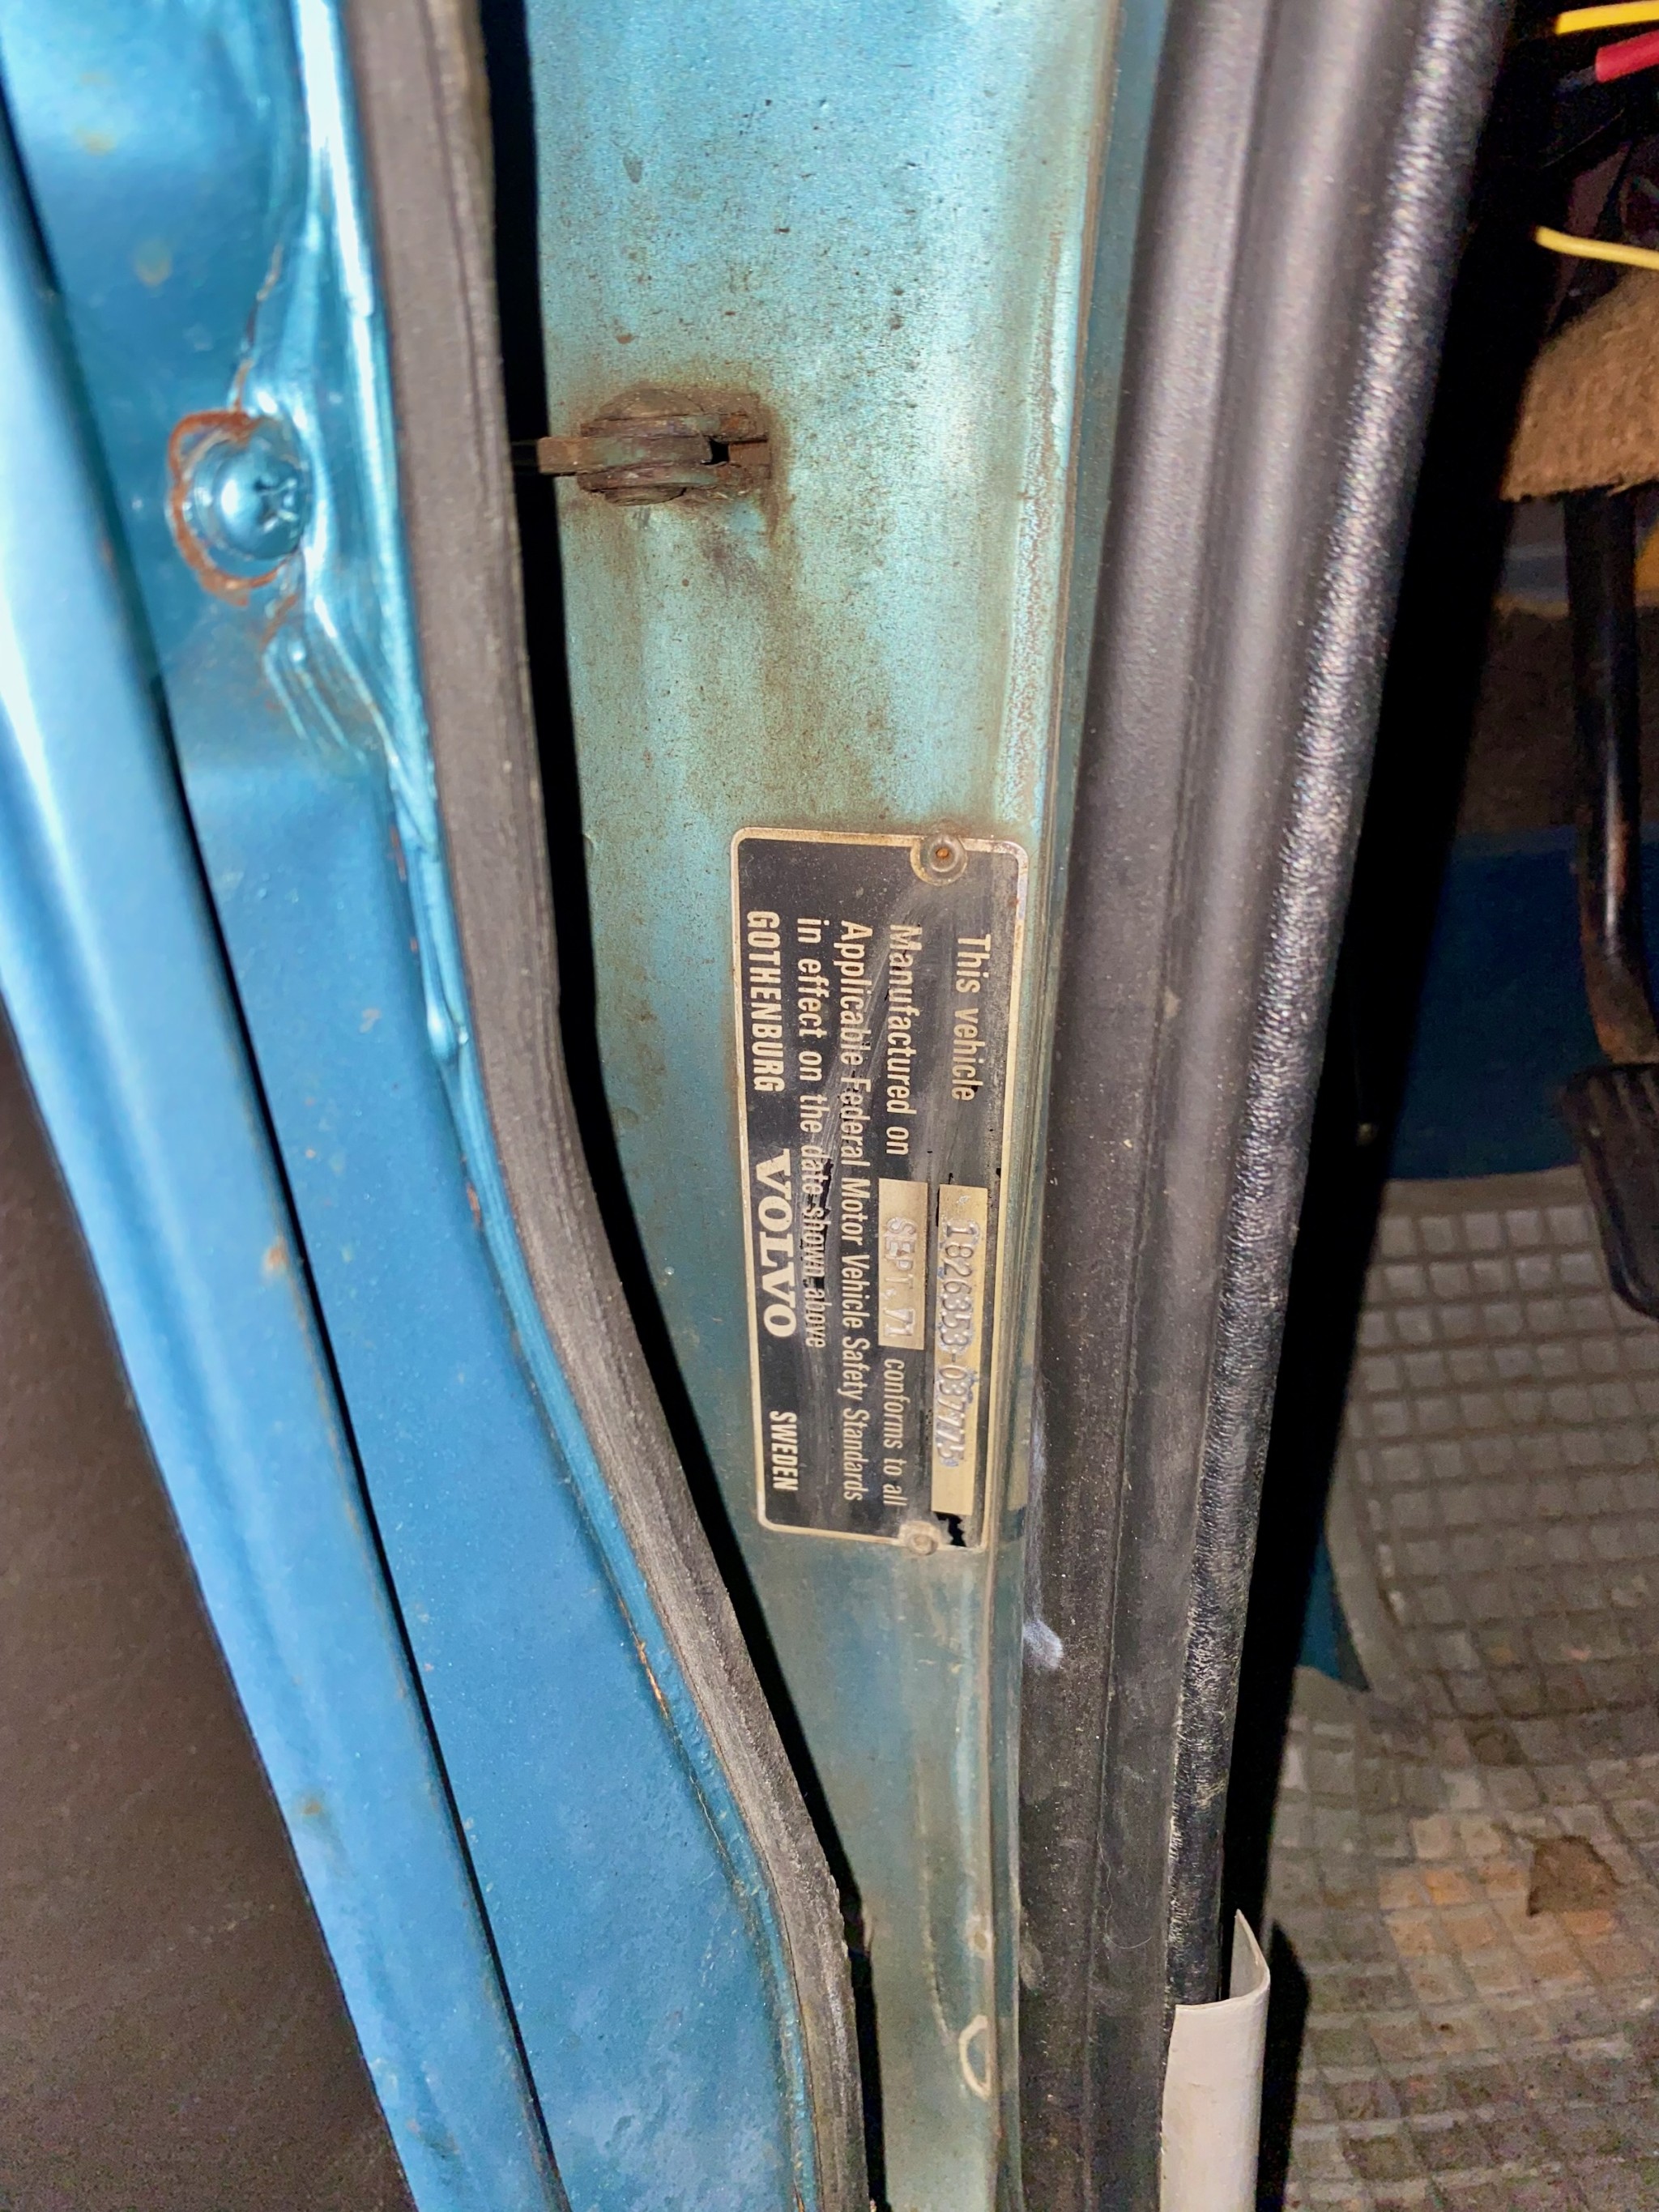 This vehicle 1826353-037775
Manufactured on SEPT. 71 conforms to all
Applicable Federal Motor Vehicle Safety Standards
in effect on the date shown above
GOTHENBURG VOLVO SWEDEN